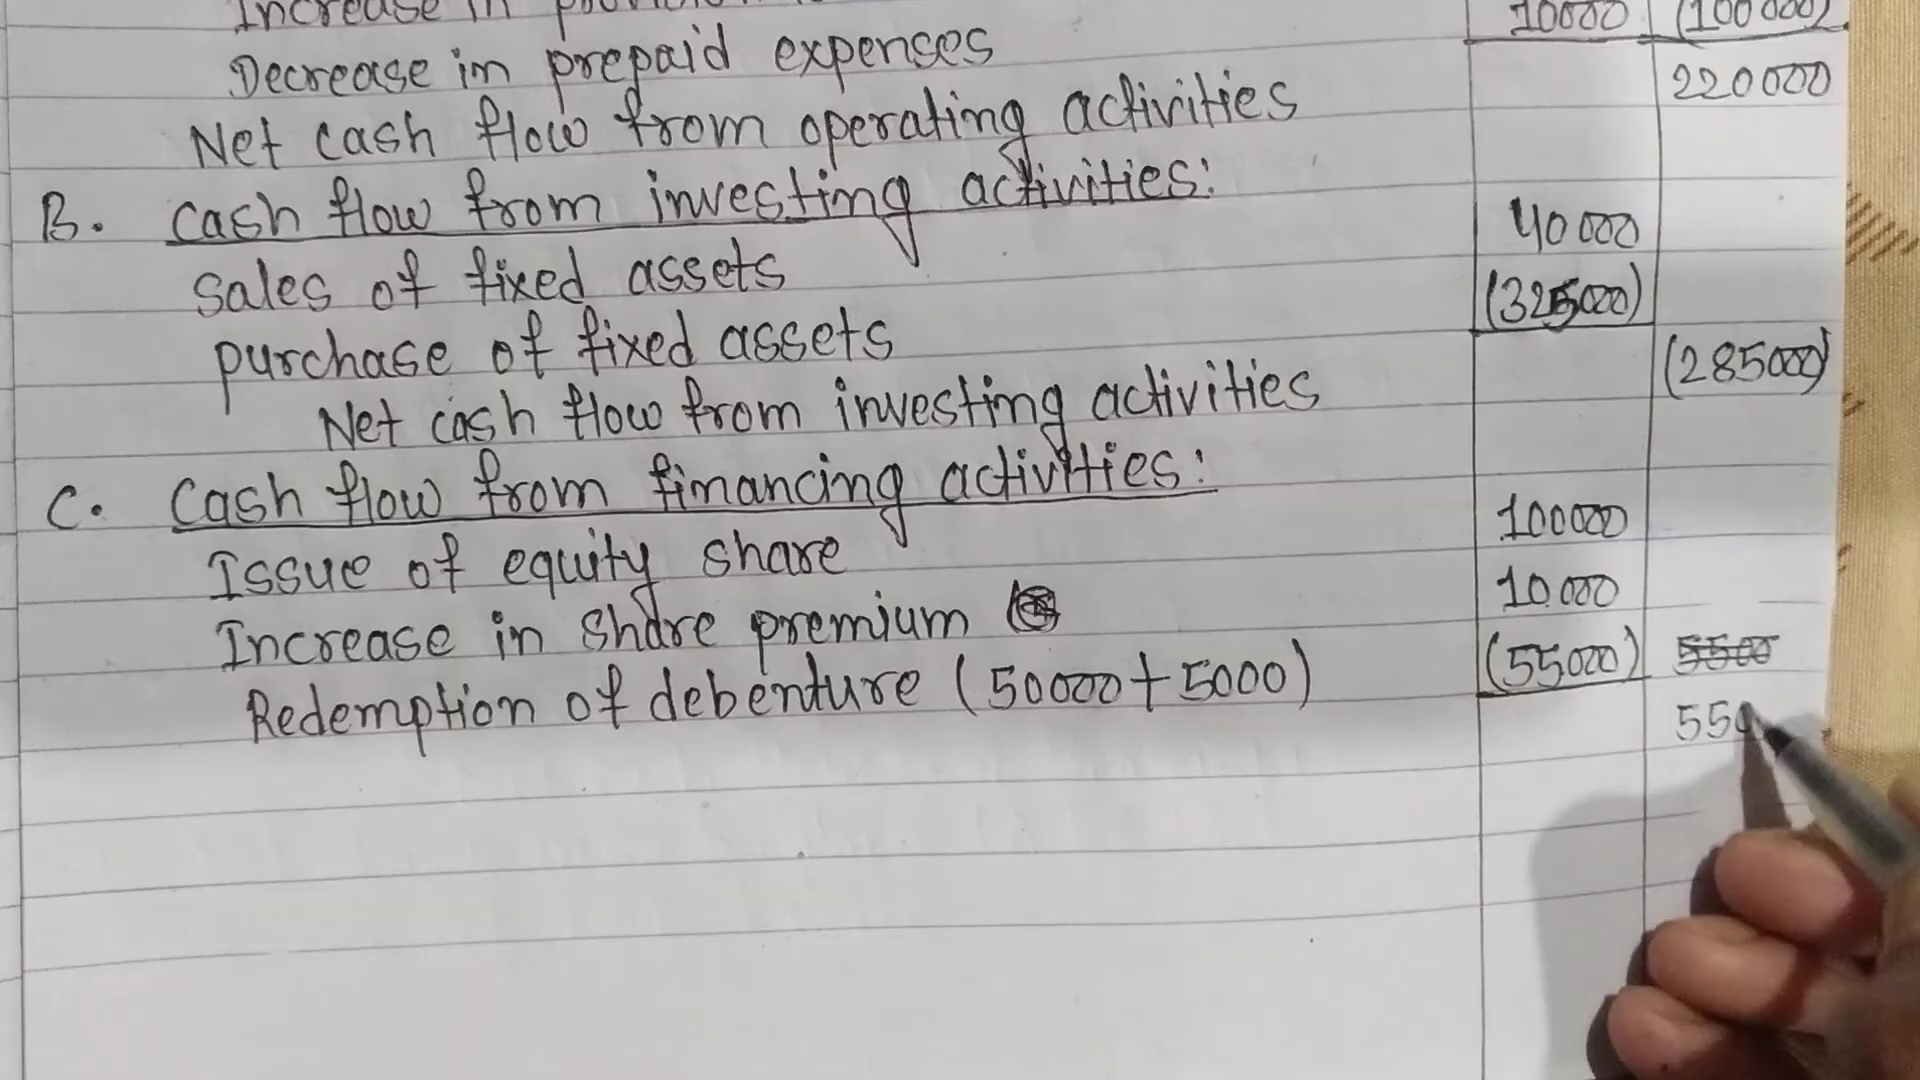 Increase in
10000 (100000)
Decrease in prepaid expenses
220000
Net cash flow from operating activities
B. Cash flow from investing activities:
Sales of fixed assets 40000
purchase of fixed assets (325000)
Net cash flow from investing activities (285000)
C. Cash flow from financing activities:
Issue of equity share 100000
Increase in share premium 10000
Redemption of debenture (50000+5000) (55000) 5500
550